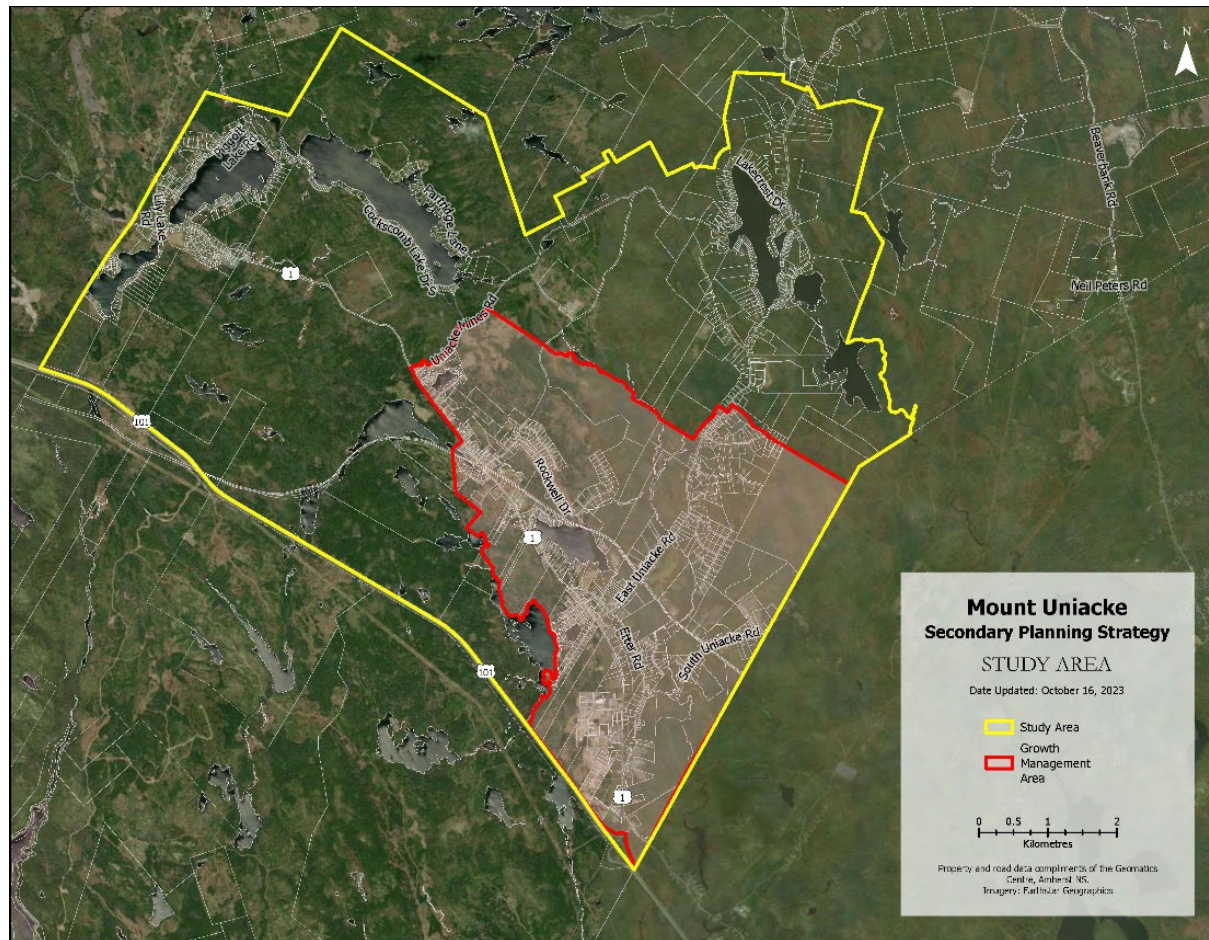 N
Piggott
Lake Rd
Lily Lake
Rd
Partridge Lane
Cockscomb Lake Dr S
1
Lakecrest Dr
Beaverbank Rd
Neil Peters Rd
Uniacke Mines Rd
101
Rockwell Dr
1
East Uniacke Rd
Etter Rd
South Uniacke Rd
101
1
Mount Uniacke
Secondary Planning Strategy
STUDY AREA
Date Updated: October 16, 2023
Study Area
Growth
Management
Area
0 0.5 1 2
Kilometres
Property and road data compliments of the Geomatics
Centre, Amherst NS.
Imagery: Earthstar Geographics